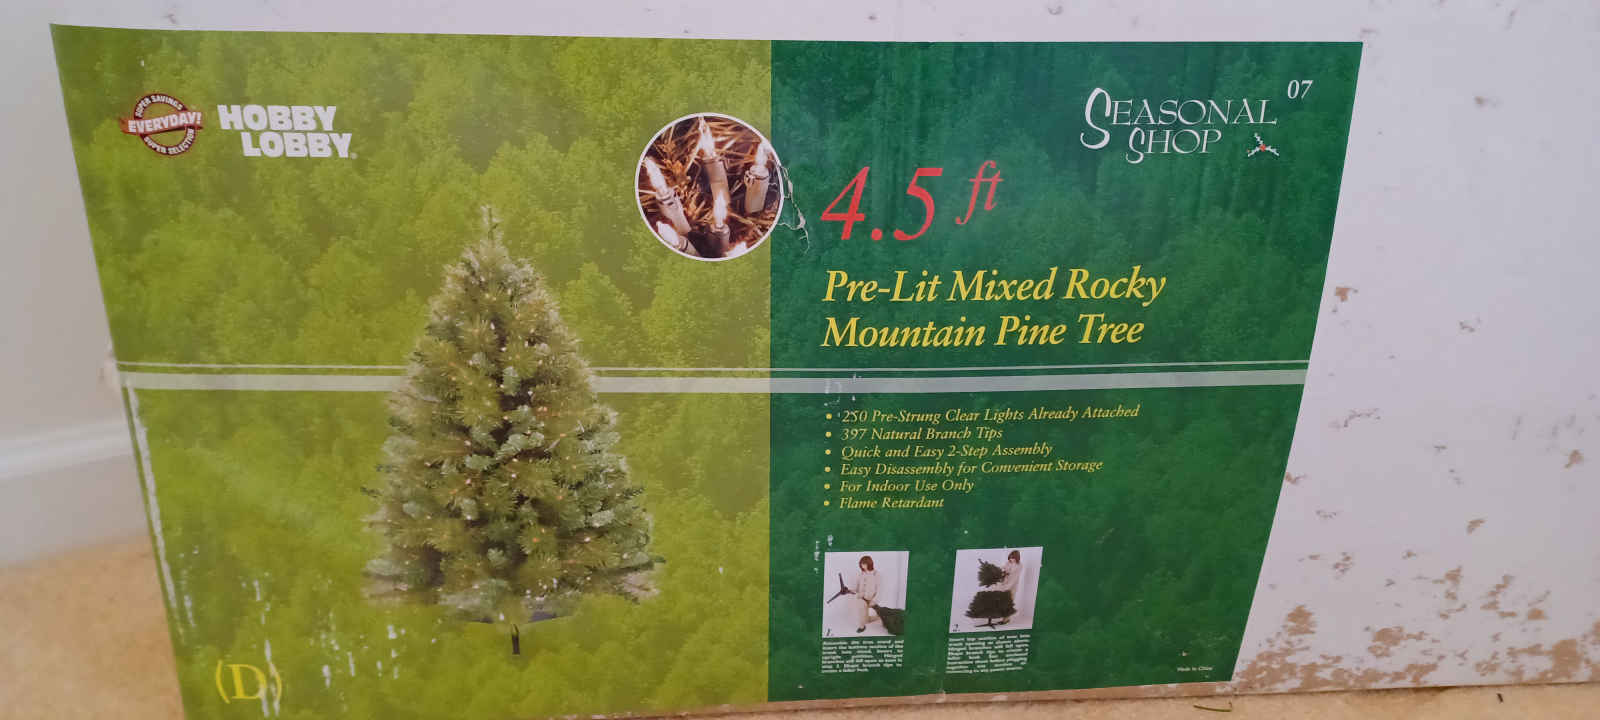 SUPER SAVINGS
EVERYDAY!
SUPER SELECTION
HOBBY
LOBBY®
SEASONAL
SHOP
07
4.5 ft
Pre-Lit Mixed Rocky
Mountain Pine Tree
• 250 Pre-Strung Clear Lights Already Attached
• 397 Natural Branch Tips
• Quick and Easy 2-Step Assembly
• Easy Disassembly for Convenient Storage
• For Indoor Use Only
• Flame Retardant
1.
2.
Made in China
(D)